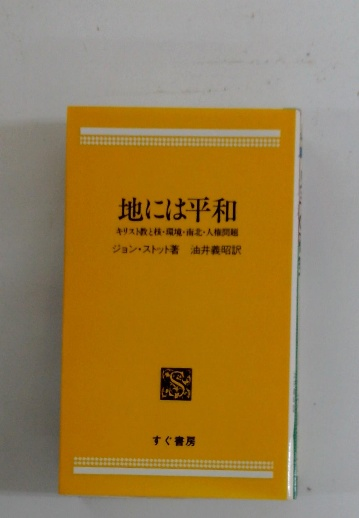 地には平和
キリスト教と核・環境・南北・人権問題
ジョン・ストット著 油井義昭訳
S
すぐ書房